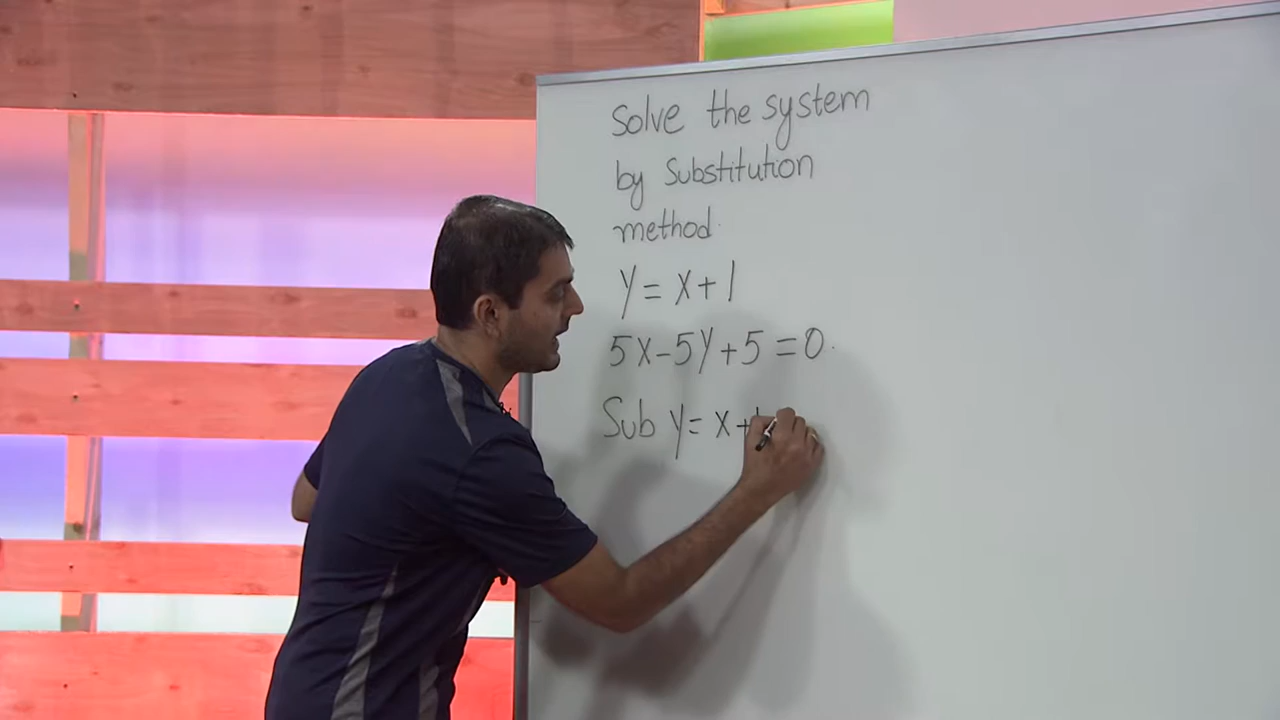 Solve the system
by Substitution
method.
y = x + 1
5x - 5y + 5 = 0.
Sub y = x +